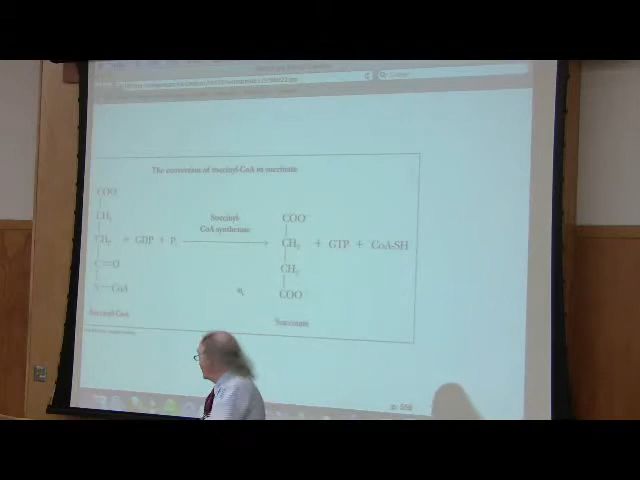 The conversion of succinyl-CoA to succinate
COO⁻
CH₂
CH₂ + GDP + Pᵢ
C=O
S—CoA
Succinyl-CoA
Succinyl-
CoA synthetase
COO⁻
CH₂ + GTP + CoA-SH
CH₂
COO
Succinate
p. 556